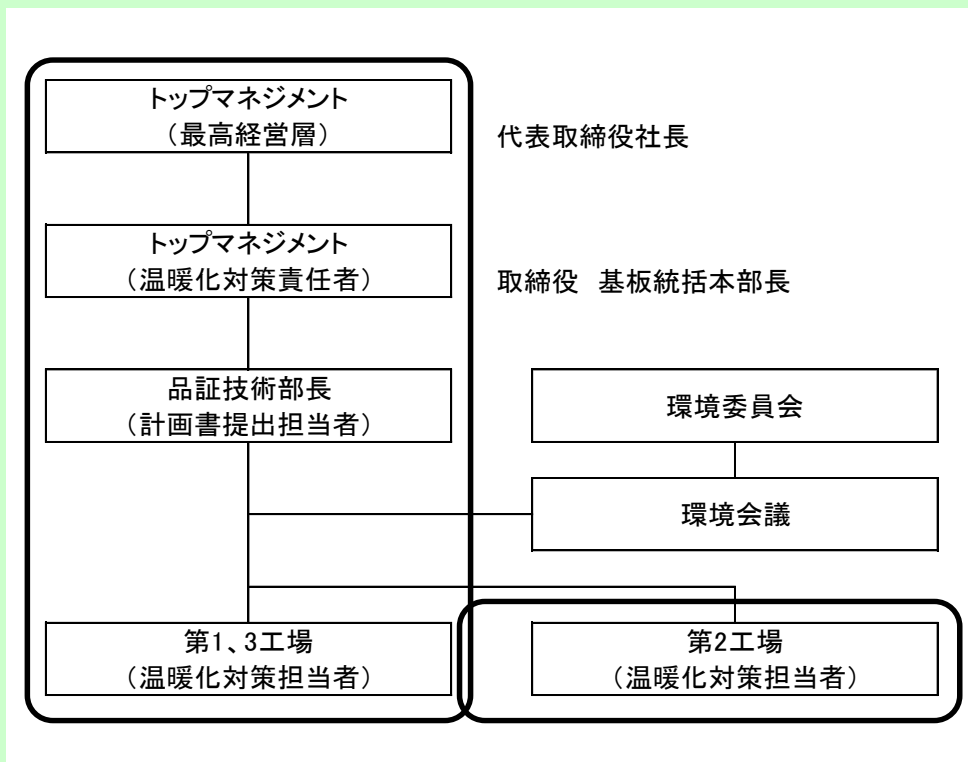 トップマネジメント
（最高経営層）
代表取締役社長
トップマネジメント
（温暖化対策責任者）
取締役　基板統括本部長
品証技術部長
（計画書提出担当者）
環境委員会
環境会議
第1、3工場
（温暖化対策担当者）
第2工場
（温暖化対策担当者）